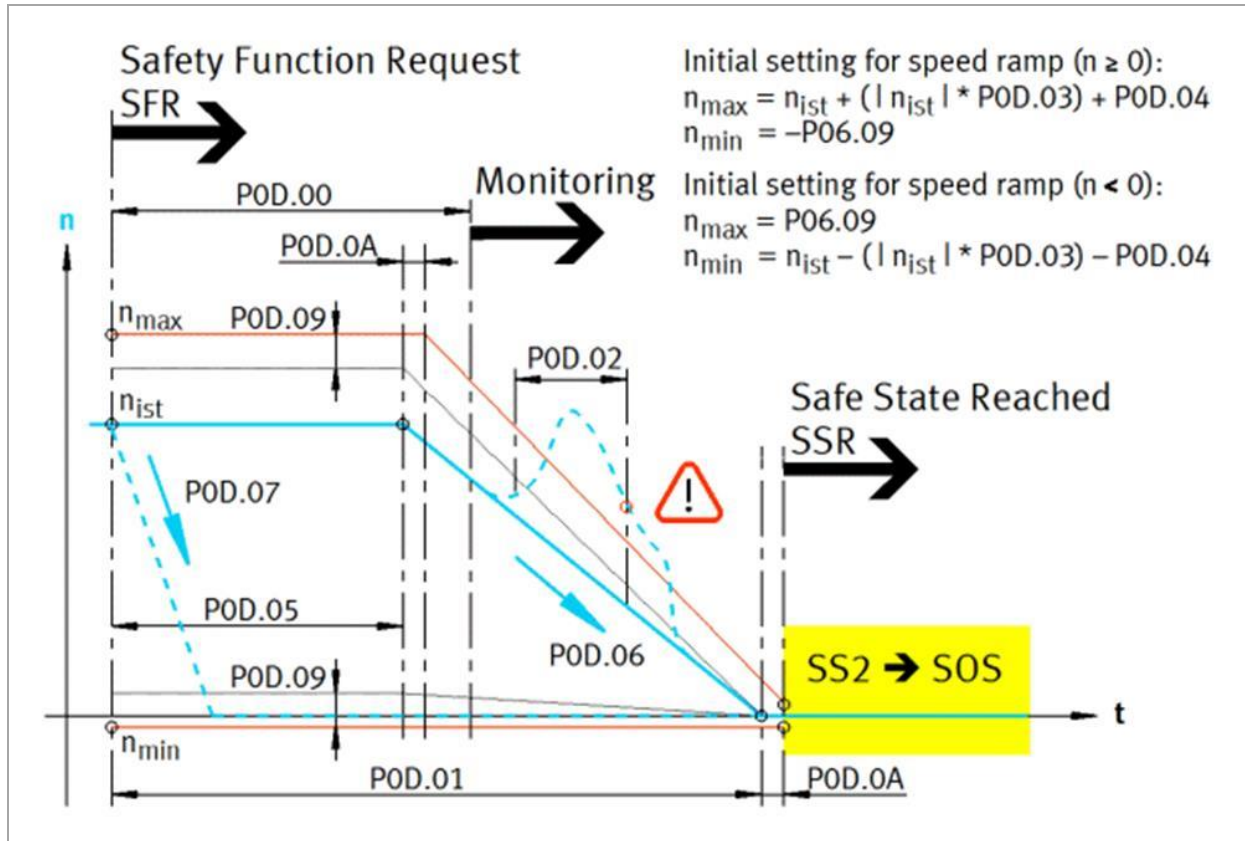 Safety Function Request
SFR
Initial setting for speed ramp (n ≥ 0):
nmax = nist + (| nist | * P0D.03) + P0D.04
nmin = –P06.09
Initial setting for speed ramp (n < 0):
nmax = P06.09
nmin = nist – (| nist | * P0D.03) – P0D.04
P0D.00
Monitoring
n
P0D.0A
nmax
P0D.09
P0D.02
nist
Safe State Reached
SSR
!
P0D.07
P0D.05
P0D.06
P0D.09
SS2 → SOS
t
nmin
P0D.01
P0D.0A